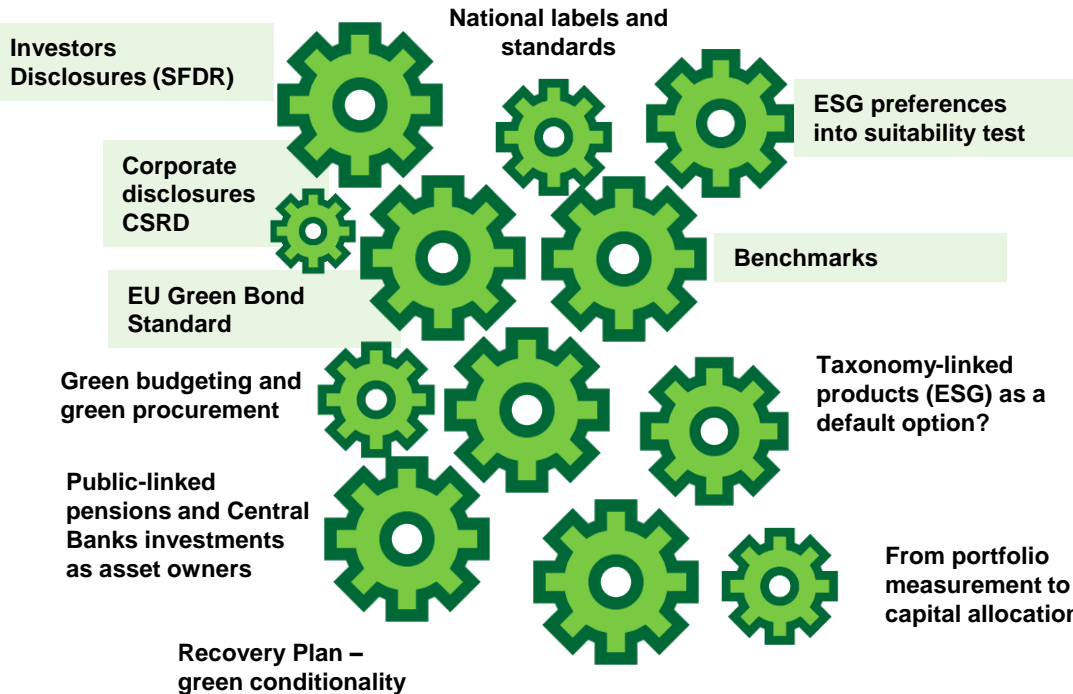 National labels and
standards
Investors
Disclosures (SFDR)
ESG preferences
into suitability test
Corporate
disclosures
CSRD
Benchmarks
EU Green Bond
Standard
Green budgeting and
green procurement
Taxonomy-linked
products (ESG) as a
default option?
Public-linked
pensions and Central
Banks investments
as asset owners
From portfolio
measurement to
capital allocation
Recovery Plan –
green conditionality